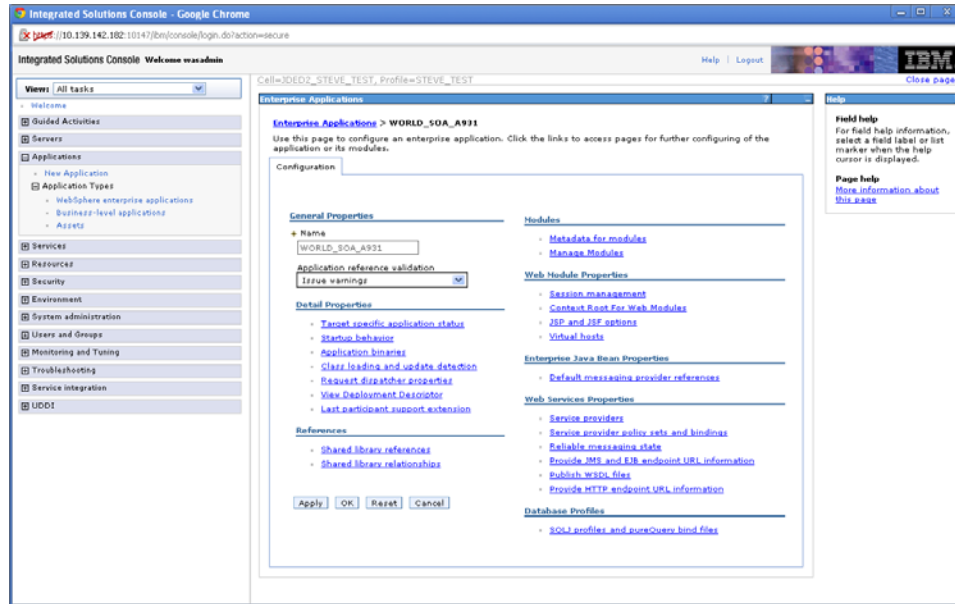 Integrated Solutions Console - Google Chrome
https://10.139.142.182:10147/ibm/console/login.do?action=secure
Integrated Solutions Console Welcome wasadmin
Help | Logout
IBM
Cell=JDED2_STEVE_TEST, Profile=STEVE_TEST
Close page
View: All tasks
Welcome
Guided Activities
Servers
Applications
New Application
Application Types
WebSphere enterprise applications
Business-level applications
Assets
Services
Resources
Security
Environment
System administration
Users and Groups
Monitoring and Tuning
Troubleshooting
Service integration
UDDI
Enterprise Applications
?
Enterprise Applications > WORLD_SOA_A931
Use this page to configure an enterprise application. Click the links to access pages for further configuring of the
application or its modules.
Configuration
General Properties
+ Name
WORLD_SOA_A931
Application reference validation
Issue warnings
Detail Properties
Target specific application status
Startup behavior
Application binaries
Class loading and update detection
Request dispatcher properties
View Deployment Descriptor
Last participant support extension
References
Shared library references
Shared library relationships
Apply OK Reset Cancel
Modules
Metadata for modules
Manage Modules
Web Module Properties
Session management
Context Root For Web Modules
JSP and JSF options
Virtual hosts
Enterprise Java Bean Properties
Default messaging provider references
Web Services Properties
Service providers
Service provider policy sets and bindings
Reliable messaging state
Provide JMS and EJB endpoint URL information
Publish WSDL files
Provide HTTP endpoint URL information
Database Profiles
SQLJ profiles and pureQuery bind files
Help
Field help
For field help information,
select a field label or list
marker when the help
cursor is displayed.
Page help
More information about
this page